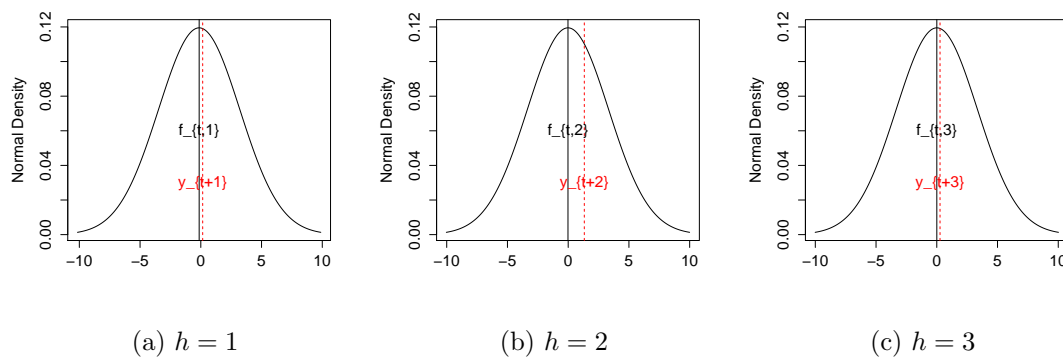 Normal Density
0.00 0.04 0.08 0.12
f_{t,1}
y_{t+1}
−10 −5 0 5 10
(a) h = 1
Normal Density
0.00 0.04 0.08 0.12
f_{t,2}
y_{t+2}
−10 −5 0 5 10
(b) h = 2
Normal Density
0.00 0.04 0.08 0.12
f_{t,3}
y_{t+3}
−10 −5 0 5 10
(c) h = 3